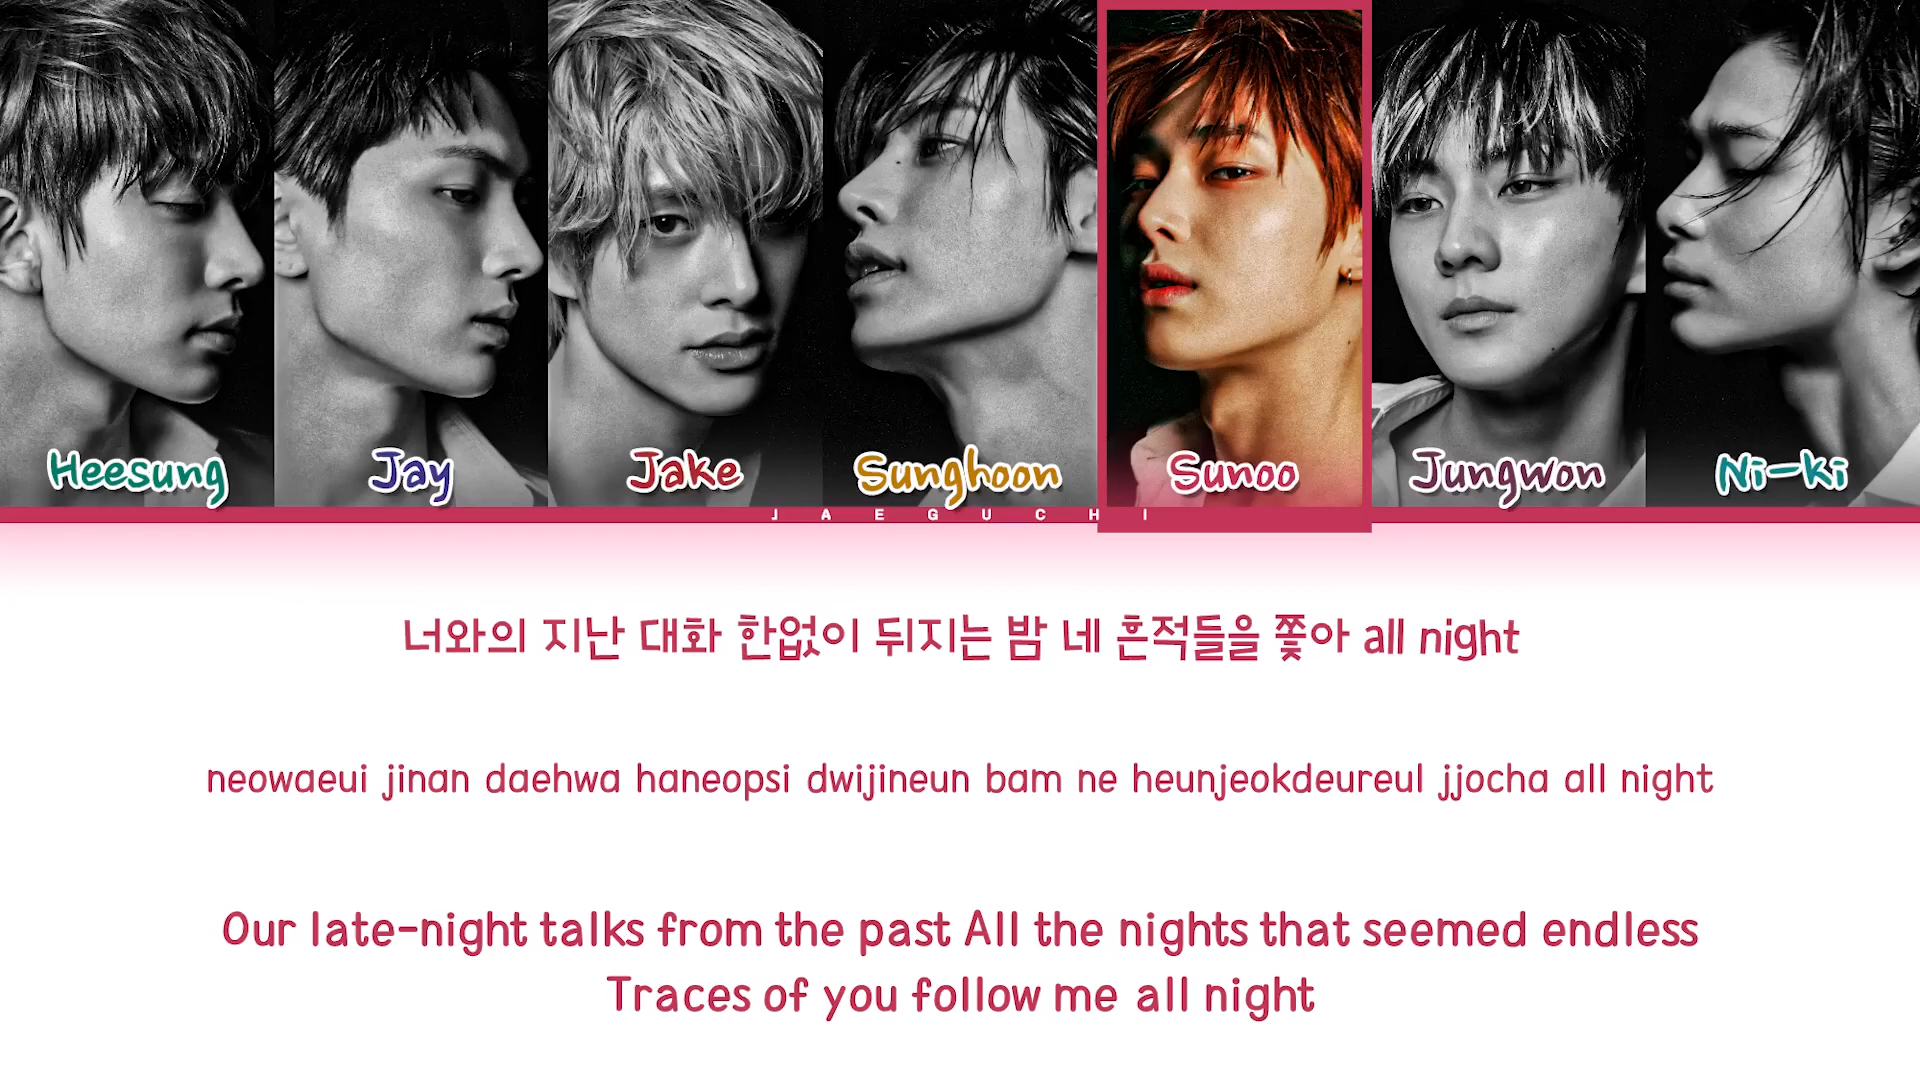 Heesung
Jay
Jake
Sunghoon
Sunoo
Jungwon
Ni-ki
JAEGUCHI
너와의 지난 대화 한없이 뒤지는 밤 네 흔적들을 쫓아 all night
neowaeui jinan daehwa haneopsi dwijineun bam ne heunjeokdeureul jjocha all night
Our late-night talks from the past All the nights that seemed endless
Traces of you follow me all night